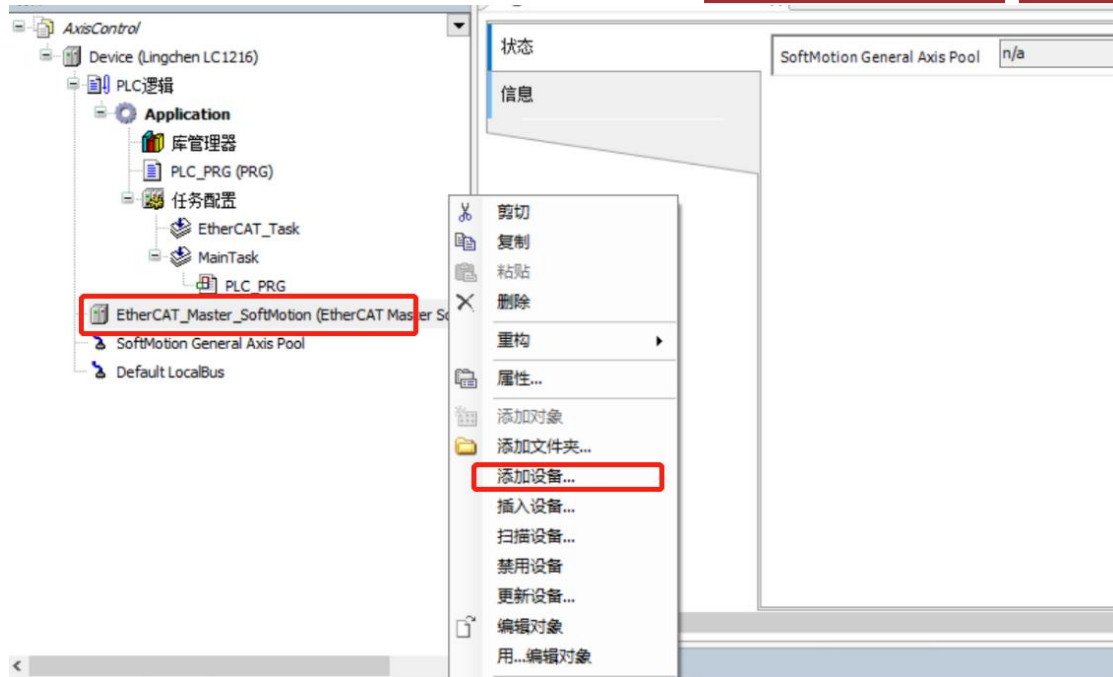 AxisControl
Device (Lingchen LC1216)
PLC逻辑
Application
库管理器
PLC_PRG (PRG)
任务配置
EtherCAT_Task
MainTask
PLC_PRG
EtherCAT_Master_SoftMotion (EtherCAT Master So
SoftMotion General Axis Pool
Default LocalBus
状态
信息
SoftMotion General Axis Pool
n/a
剪切
复制
粘贴
删除
重构
属性...
添加对象
添加文件夹...
添加设备...
插入设备...
扫描设备...
禁用设备
更新设备...
编辑对象
用...编辑对象